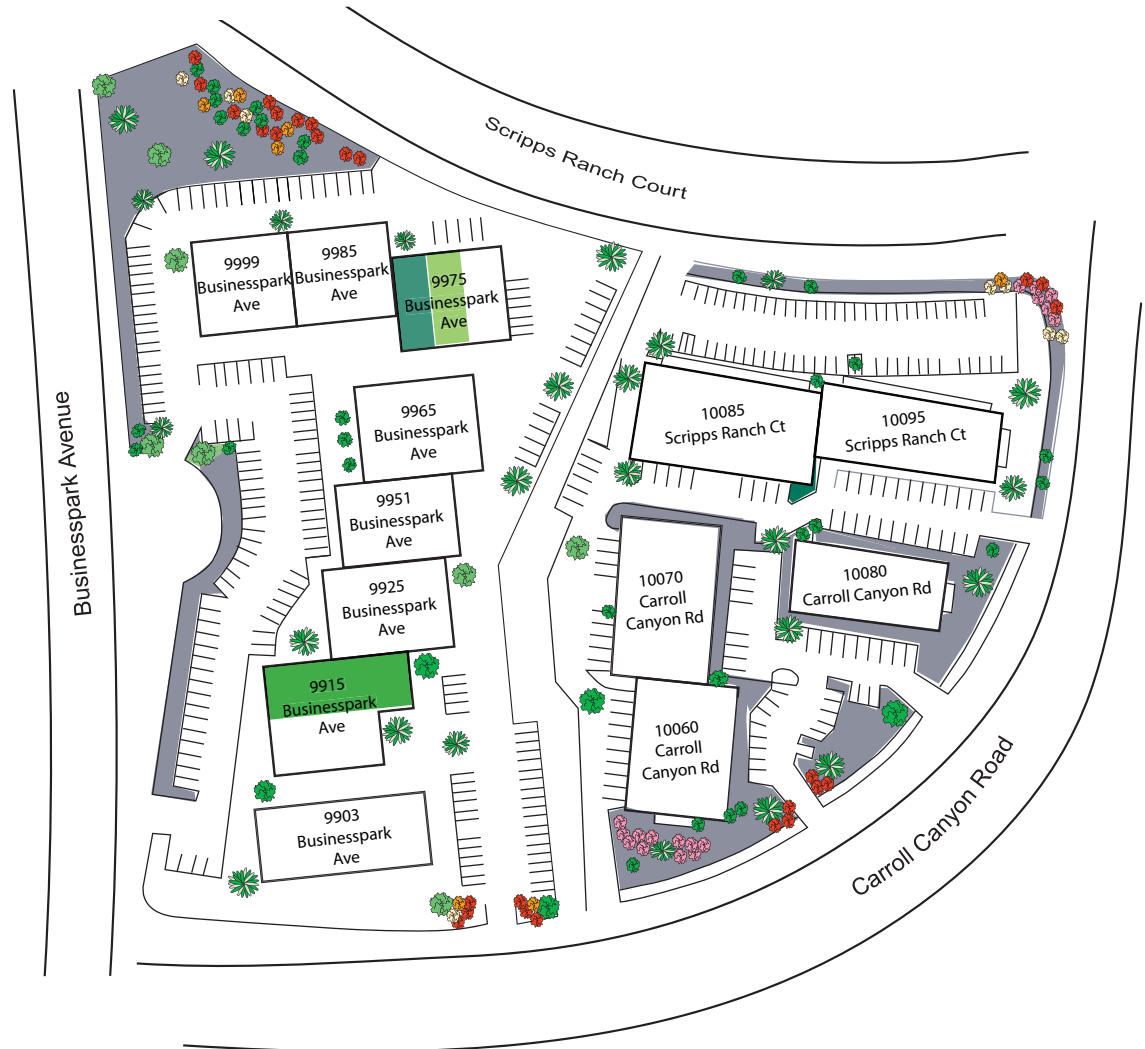 Scripps Ranch Court
9999
Businesspark
Ave
9985
Businesspark
Ave
9975
Businesspark
Ave
Businesspark Avenue
9965
Businesspark
Ave
10085
Scripps Ranch Ct
10095
Scripps Ranch Ct
9951
Businesspark
Ave
9925
Businesspark
Ave
10070
Carroll
Canyon Rd
10080
Carroll Canyon Rd
9915
Businesspark
Ave
10060
Carroll
Canyon Rd
9903
Businesspark
Ave
Carroll Canyon Road